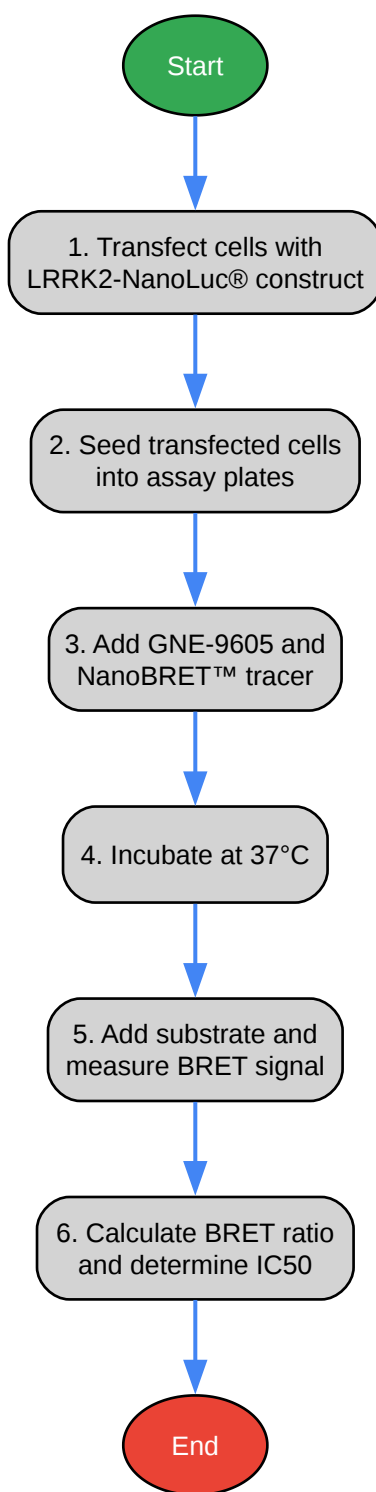 Start
1. Transfect cells with
LRRK2-NanoLuc® construct
2. Seed transfected cells
into assay plates
3. Add GNE-9605 and
NanoBRET™ tracer
4. Incubate at 37°C
5. Add substrate and
measure BRET signal
6. Calculate BRET ratio
and determine IC50
End